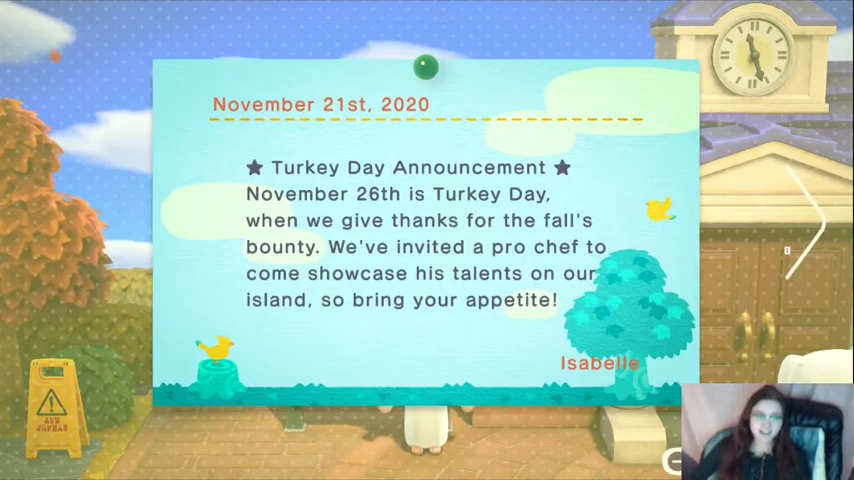 November 21st, 2020
★ Turkey Day Announcement ★
November 26th is Turkey Day,
when we give thanks for the fall's
bounty. We've invited a pro chef to
come showcase his talents on our
island, so bring your appetite!
Isabelle